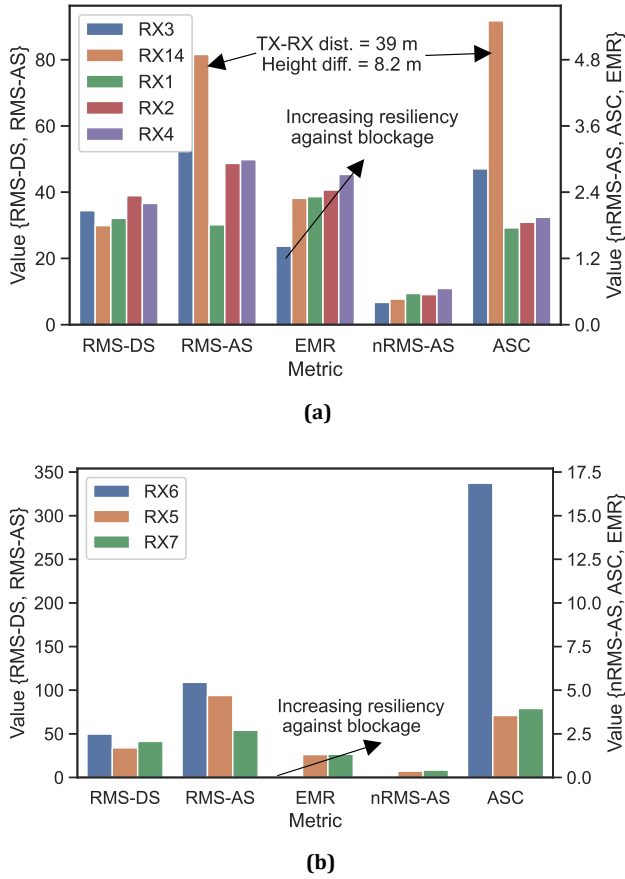 RX3
RX14
RX1
RX2
RX4
TX-RX dist. = 39 m
Height diff. = 8.2 m
Increasing resiliency
against blockage
Value {RMS-DS, RMS-AS}
80
60
40
20
0
Value {nRMS-AS, ASC, EMR}
4.8
3.6
2.4
1.2
0.0
RMS-DS RMS-AS EMR nRMS-AS ASC
Metric
(a)
RX6
RX5
RX7
Increasing resiliency
against blockage
Value {RMS-DS, RMS-AS}
350
300
250
200
150
100
50
0
Value {nRMS-AS, ASC, EMR}
17.5
15.0
12.5
10.0
7.5
5.0
2.5
0.0
RMS-DS RMS-AS EMR nRMS-AS ASC
Metric
(b)